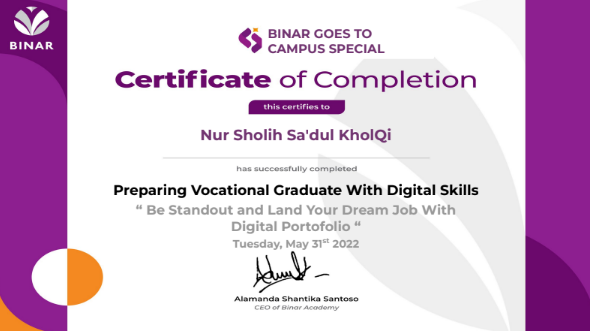 BINAR
BINAR GOES TO
CAMPUS SPECIAL
Certificate of Completion
this certifies to
Nur Sholih Sa'dul KholQi
has successfully completed
Preparing Vocational Graduate With Digital Skills
“ Be Standout and Land Your Dream Job With
Digital Portofolio “
Tuesday, May 31st 2022
Alamanda Shantika Santoso
CEO of Binar Academy